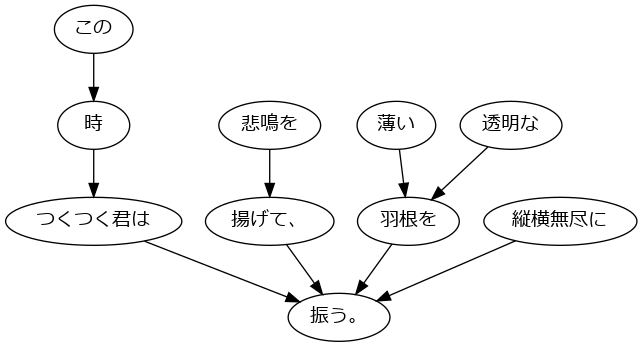 この
時
悲鳴を
薄い
透明な
つくつく君は
揚げて、
羽根を
縦横無尽に
振う。